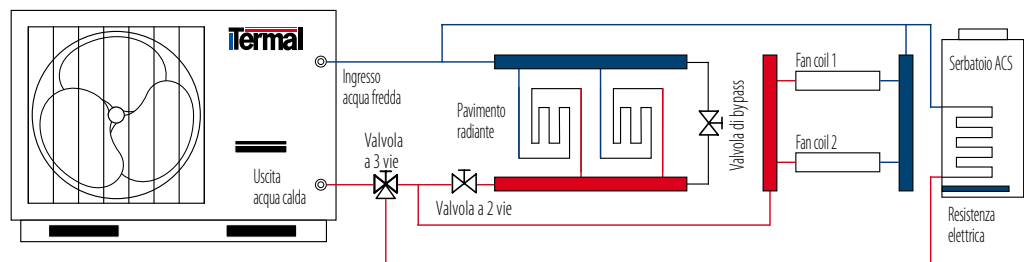 iTermal
Ingresso
acqua fredda
Uscita
acqua calda
Valvola
a 3 vie
Valvola a 2 vie
Pavimento
radiante
Valvola di bypass
Fan coil 1
Fan coil 2
Serbatoio ACS
Resistenza
elettrica